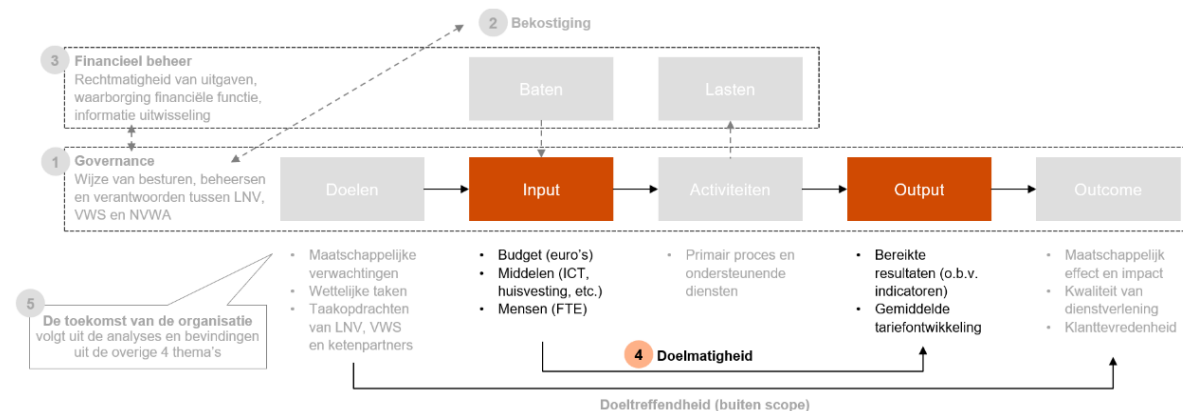 2 Bekostiging
3 Financieel beheer
Rechtmatigheid van uitgaven,
waarborging financiële functie,
informatie uitwisseling
Baten
Lasten
1 Governance
Wijze van besturen, beheersen
en verantwoorden tussen LNV,
VWS en NVWA
Doelen
Input
Activiteiten
Output
Outcome
• Maatschappelijke
verwachtingen
• Wettelijke taken
• Taakopdrachten
van LNV, VWS
en ketenpartners
• Budget (euro's)
• Middelen (ICT,
huisvesting, etc.)
• Mensen (FTE)
• Primair proces en
ondersteunende
diensten
• Bereikte
resultaten (o.b.v.
indicatoren)
• Gemiddelde
tariefontwikkeling
• Maatschappelijk
effect en impact
• Kwaliteit van
dienstverlening
• Klanttevredenheid
5
De toekomst van de organisatie
volgt uit de analyses en bevindingen
uit de overige 4 thema's
4 Doelmatigheid
Doeltreffendheid (buiten scope)